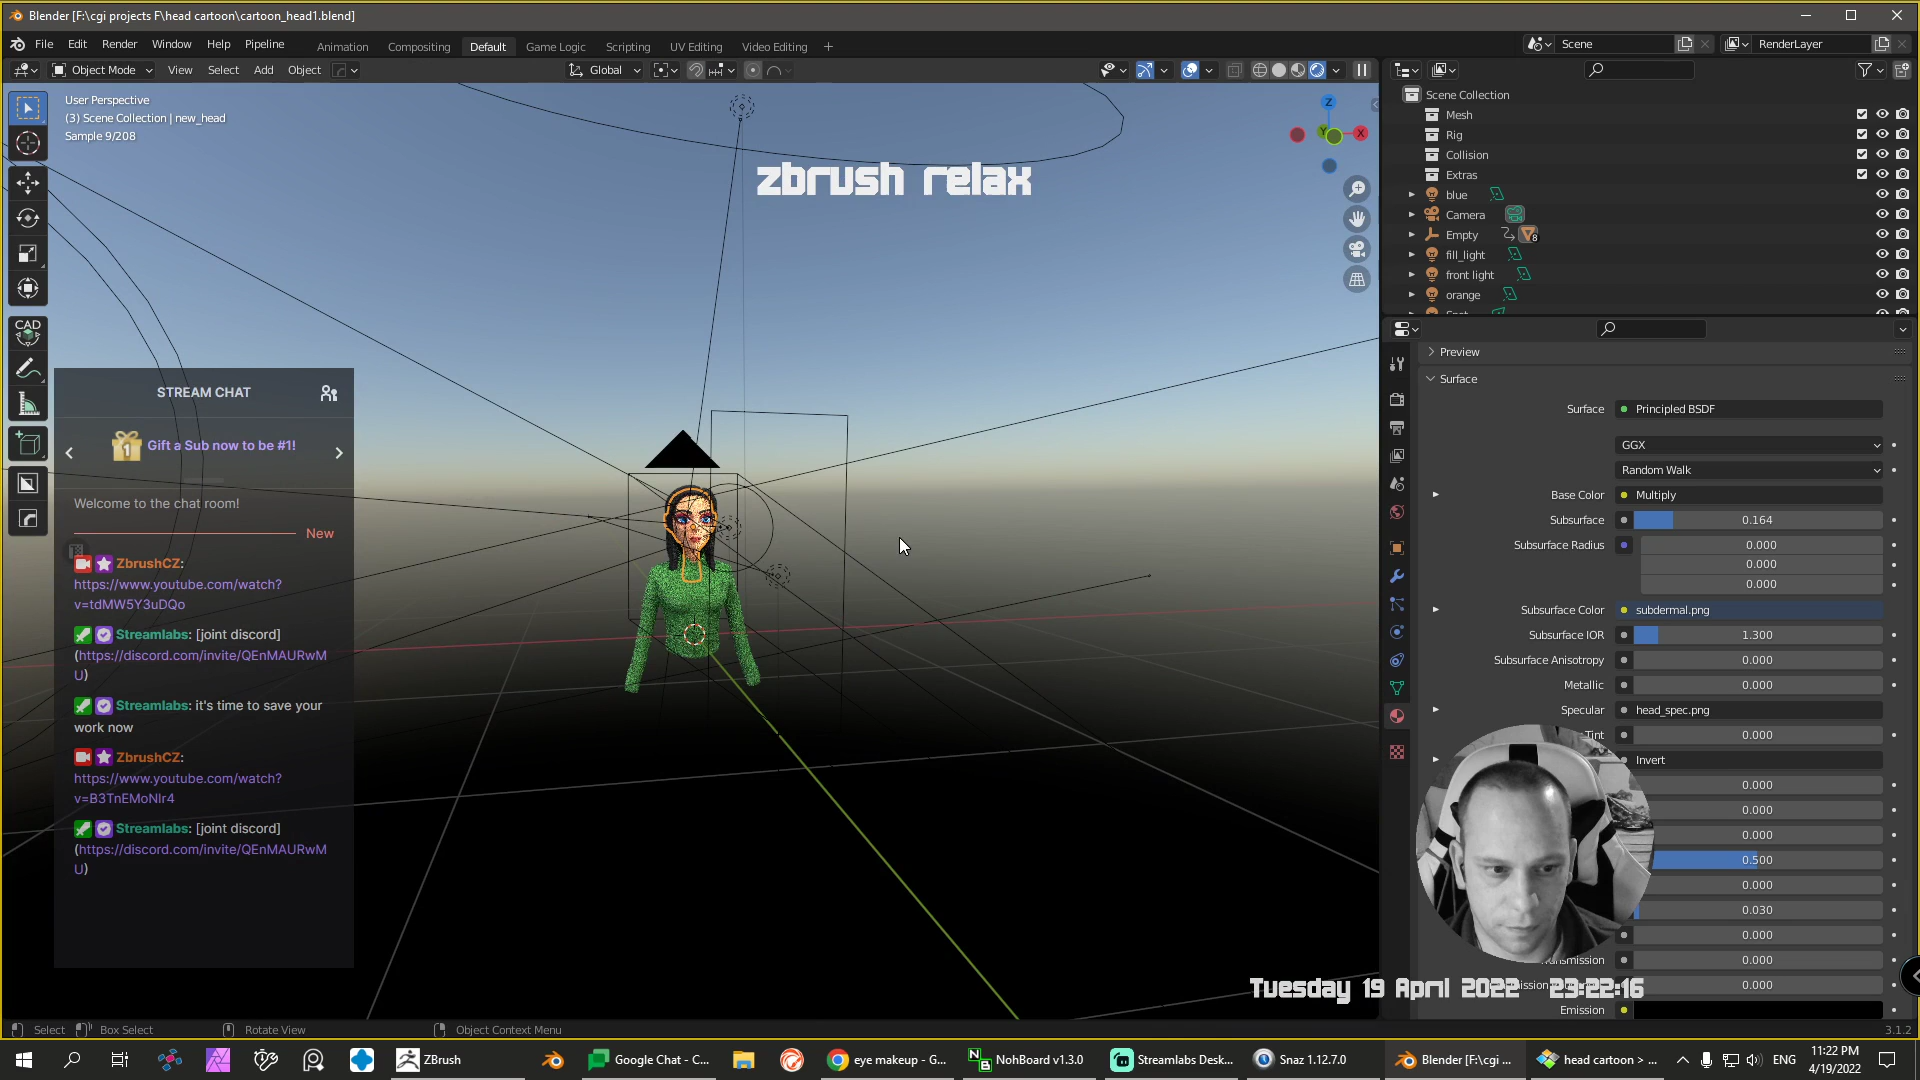 Blender [F:\cgi projects F\head cartoon\cartoon_head1.blend]
File Edit Render Window Help Pipeline
Animation Compositing Default Game Logic Scripting UV Editing Video Editing +
Scene
RenderLayer
Object Mode View Select Add Object
Global
User Perspective
(3) Scene Collection | new_head
Sample 9/208
zbrush relax
Z
Y
X
CAD
STREAM CHAT
1
Gift a Sub now to be #1!
Welcome to the chat room!
New
ZbrushCZ:
https://www.youtube.com/watch?
v=tdMW5Y3uDQo
Streamlabs: [joint discord]
(https://discord.com/invite/QEnMAURwM
U)
Streamlabs: it's time to save your
work now
ZbrushCZ:
https://www.youtube.com/watch?
v=B3TnEMoNIr4
Streamlabs: [joint discord]
(https://discord.com/invite/QEnMAURwM
U)
Scene Collection
Mesh
Rig
Collision
Extras
blue
Camera
Empty
8
fill_light
front light
orange
Preview
Surface
Surface Principled BSDF
GGX
Random Walk
Base Color Multiply
Subsurface 0.164
Subsurface Radius 0.000
0.000
0.000
Subsurface Color subdermal.png
Subsurface IOR 1.300
Subsurface Anisotropy 0.000
Metallic 0.000
Specular head_spec.png
Tint 0.000
Invert
0.000
0.000
0.000
0.500
0.000
0.030
0.000
0.000
0.000
Emission
Tuesday 19 April 2022 23:22:16
Select Box Select Rotate View Object Context Menu
3.1.2
ZBrush
Google Chat - C...
eye makeup - G...
NohBoard v1.3.0
Streamlabs Desk...
Snaz 1.12.7.0
Blender [F:\cgi ...
head cartoon > ...
ENG
11:22 PM
4/19/2022